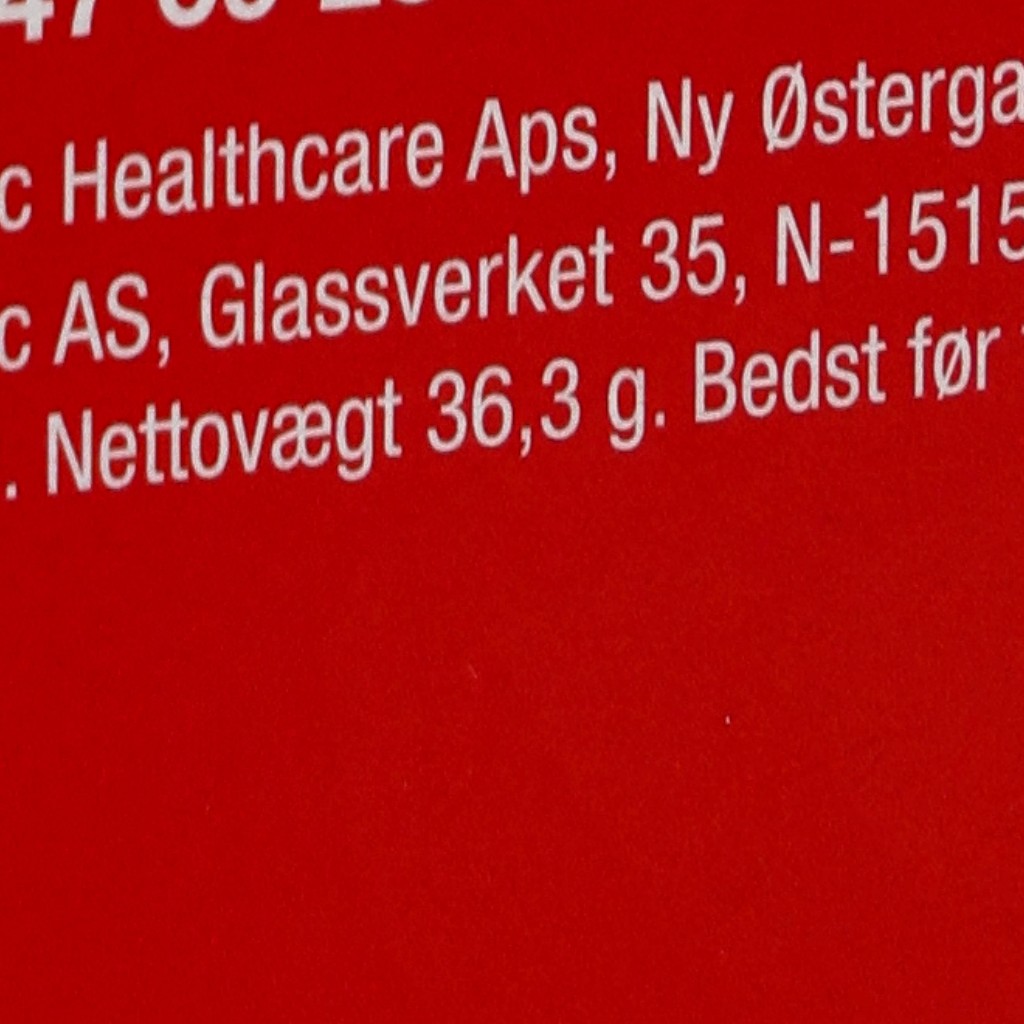 c Healthcare Aps, Ny Østerga
c AS, Glassverket 35, N-1515
. Nettovægt 36,3 g. Bedst før